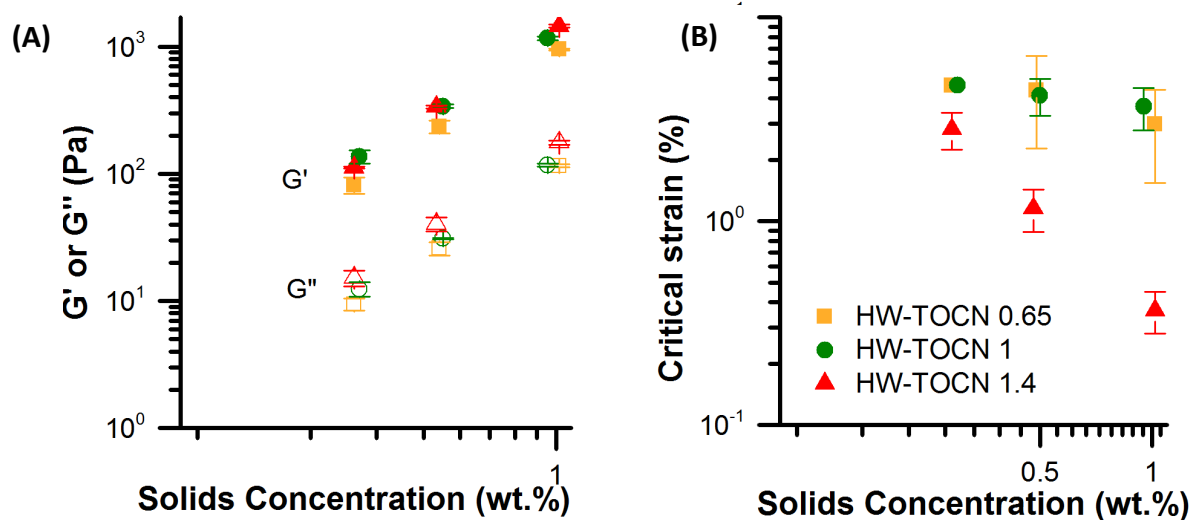 (A)
G' or G" (Pa)
10³
10²
10¹
10⁰
G'
G"
1
Solids Concentration (wt.%)
(B)
Critical strain (%)
10⁰
10⁻¹
HW-TOCN 0.65
HW-TOCN 1
HW-TOCN 1.4
0.5 1
Solids Concentration (wt.%)